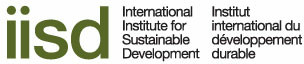 iisd
International
Institute for
Sustainable
Development
Institut
international du
développement
durable